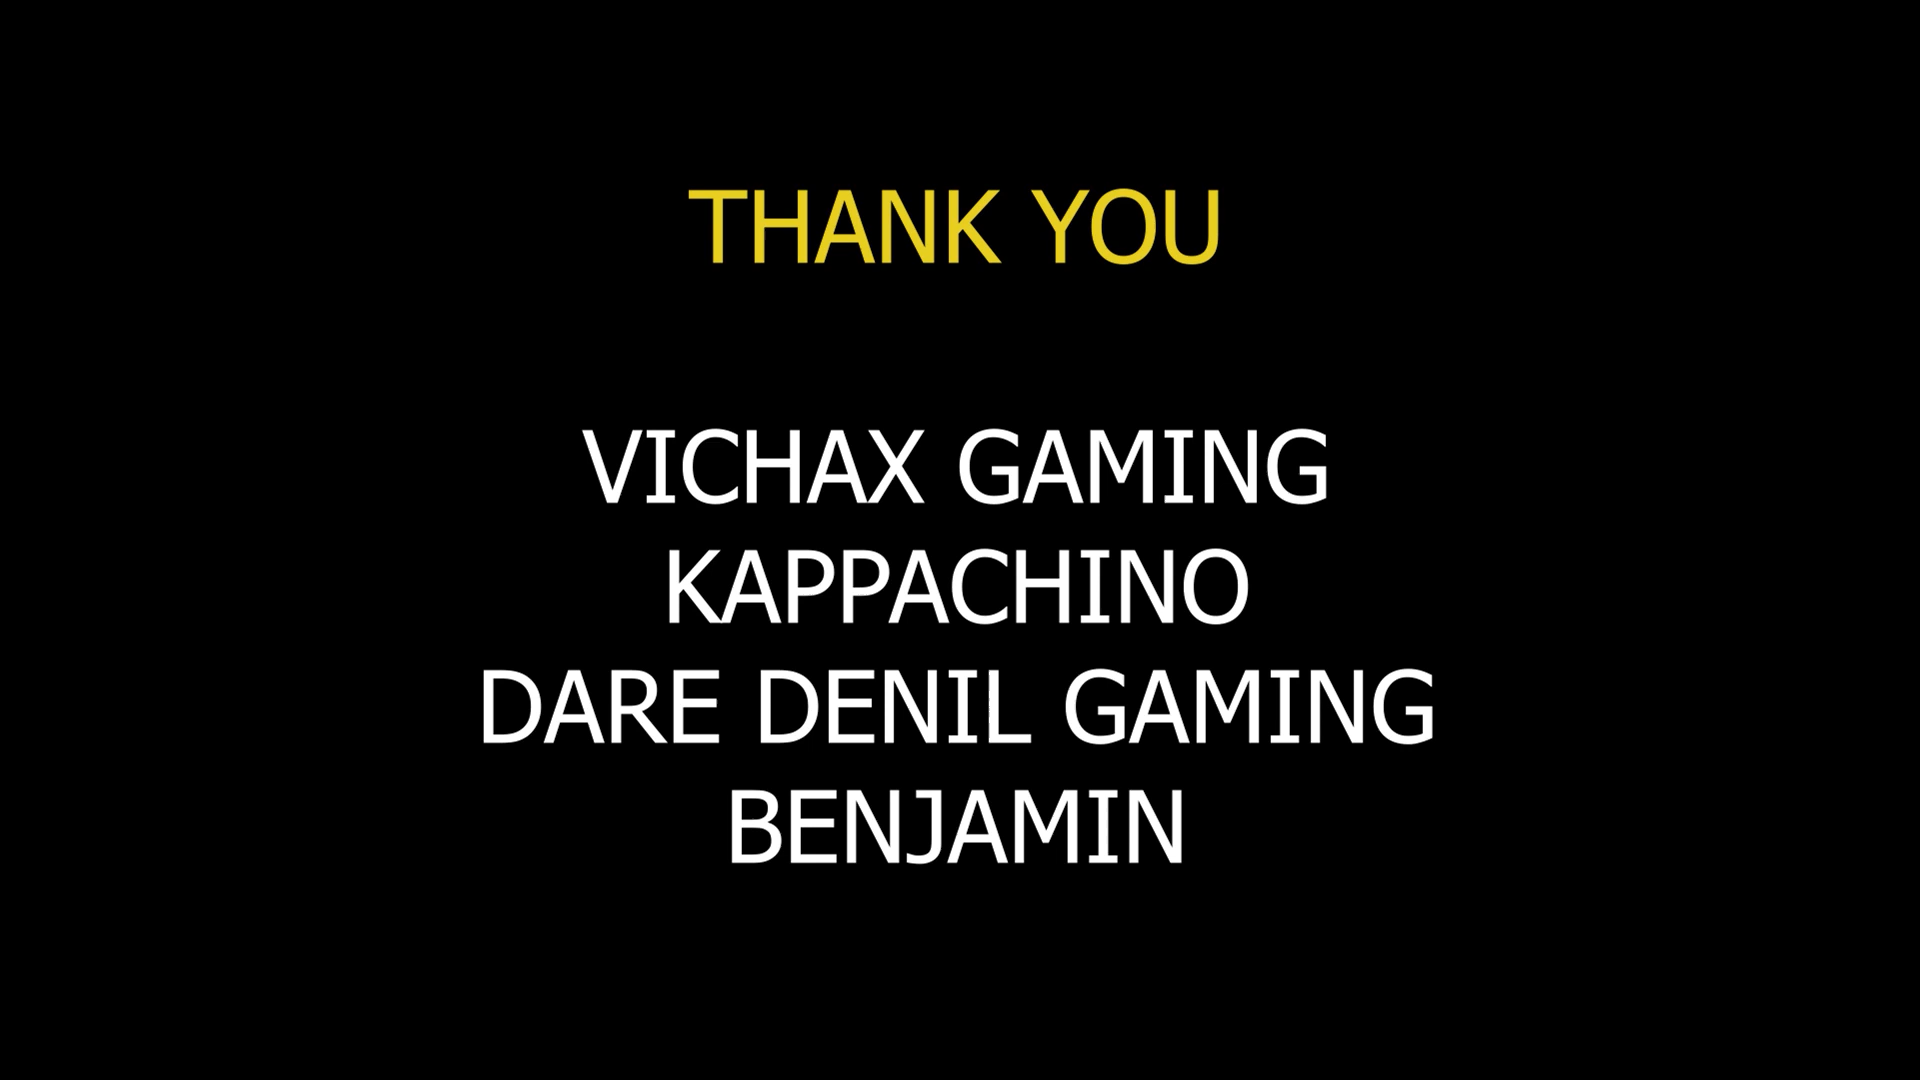 THANK YOU
VICHAX GAMING
KAPPACHINO
DARE DENIL GAMING
BENJAMIN